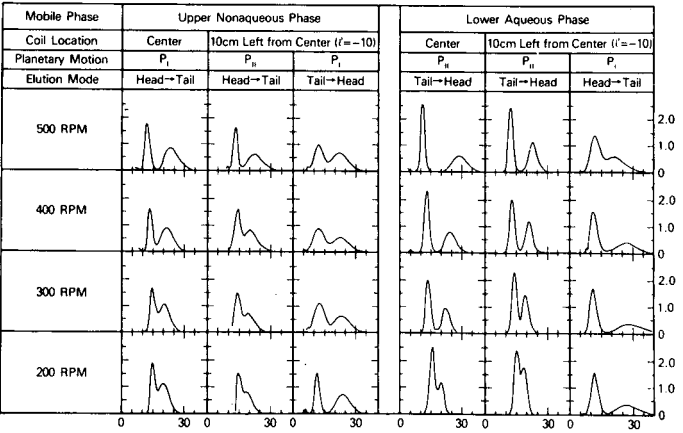 Mobile Phase Upper Nonaqueous Phase Lower Aqueous Phase
Coil Location Center 10cm Left from Center (l'=−10) Center 10cm Left from Center (l'=−10)
Planetary Motion P_I P_II P_I P_II P_II P_I
Elution Mode Head→Tail Head→Tail Tail→Head Tail→Head Tail→Head Head→Tail
500 RPM 2.0
1.0
0
400 RPM 2.0
1.0
0
300 RPM 2.0
1.0
0
200 RPM 2.0
1.0
0
0 30 0 30 0 30 0 30 0 30 0 30